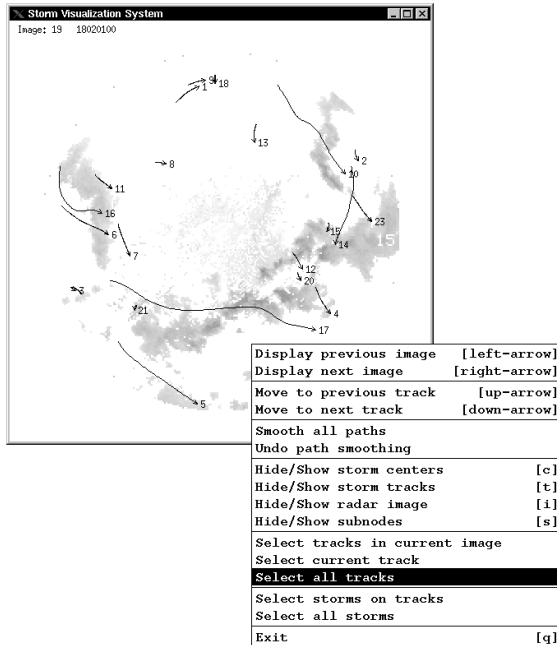 Storm Visualization System
Image: 19 18020100
9 18
1
13
2
8
10
11
16
23
6
15
14
15
7
12
20
3
21
4
17
5
Display previous image [left-arrow]
Display next image [right-arrow]
Move to previous track [up-arrow]
Move to next track [down-arrow]
Smooth all paths
Undo path smoothing
Hide/Show storm centers [c]
Hide/Show storm tracks [t]
Hide/Show radar image [i]
Hide/Show subnodes [s]
Select tracks in current image
Select current track
Select all tracks
Select storms on tracks
Select all storms
Exit [q]